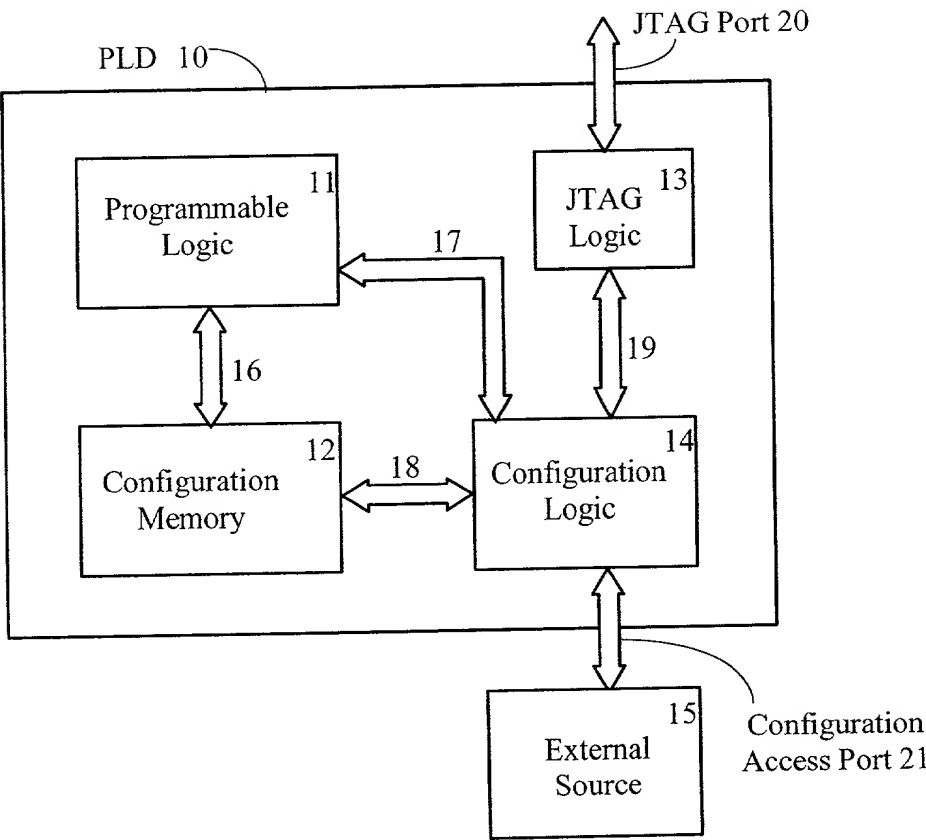 JTAG Port 20
PLD 10
11
Programmable
Logic
13
JTAG
Logic
17
16
19
12
Configuration
Memory
18
14
Configuration
Logic
15
External
Source
Configuration
Access Port 21